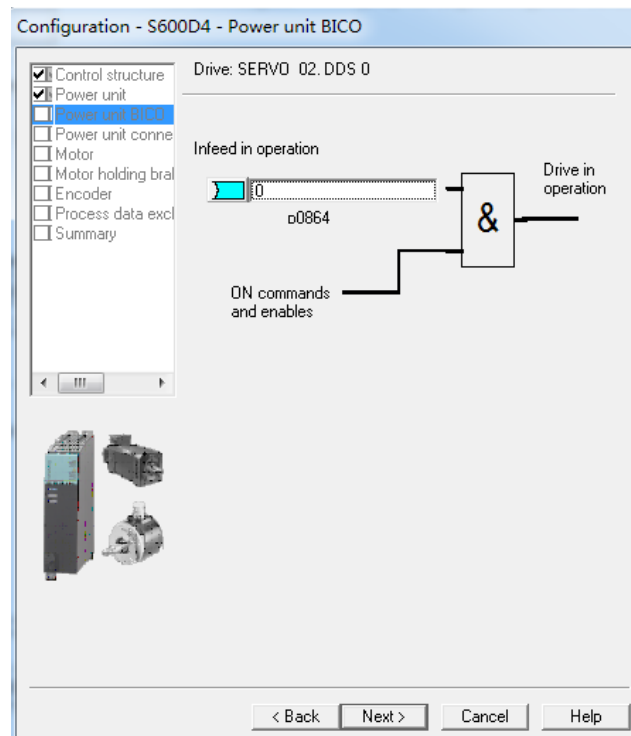 Configuration - S600D4 - Power unit BICO
Control structure
Power unit
Power unit BICO
Power unit conne
Motor
Motor holding bral
Encoder
Process data excl
Summary
Drive: SERVO 02. DDS 0
Infeed in operation
0
p0864
&
Drive in
operation
ON commands
and enables
< Back
Next >
Cancel
Help